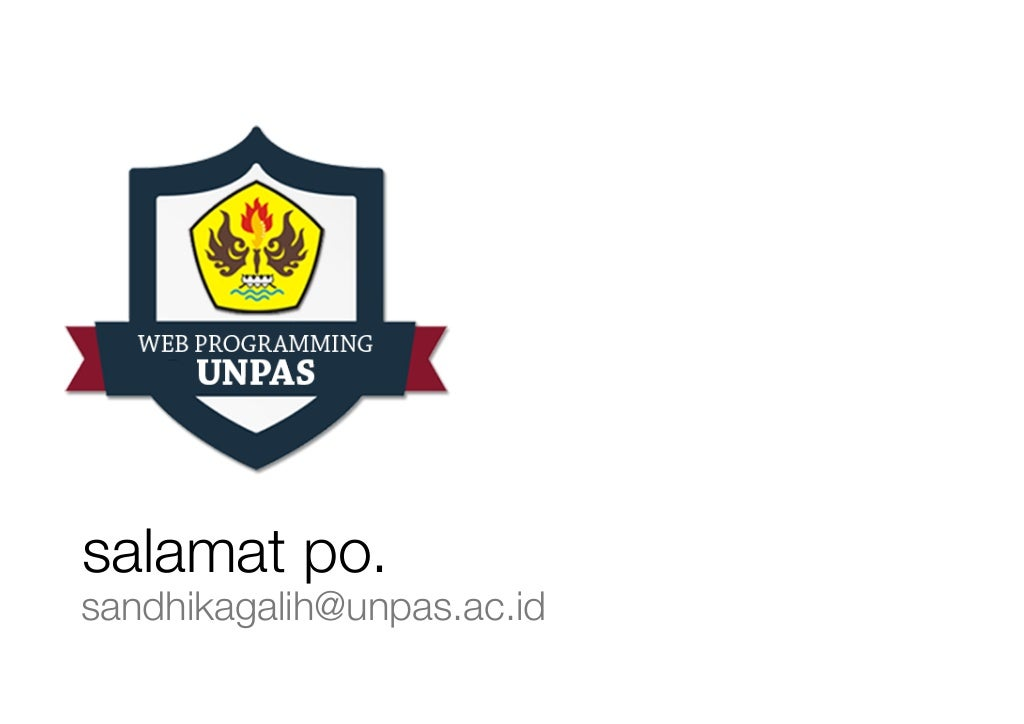 WEB PROGRAMMING
UNPAS
salamat po.
sandhikagalih@unpas.ac.id